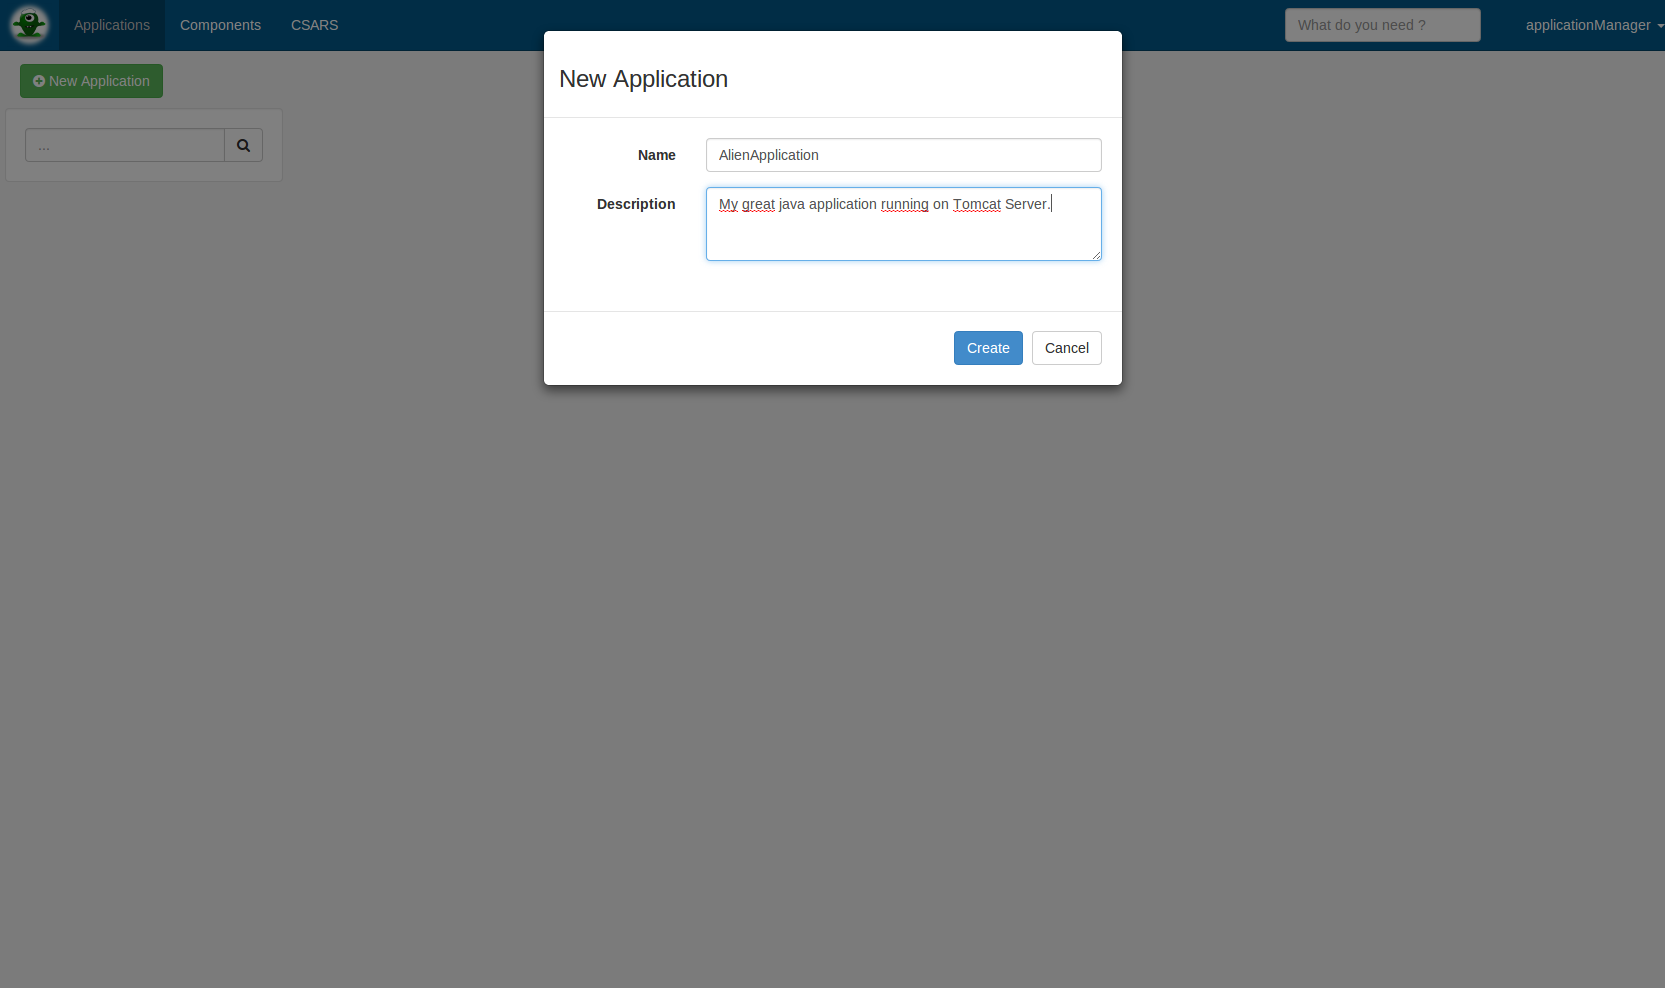 Applications Components CSARS What do you need ? applicationManager
New Application
...
New Application
Name AlienApplication
Description My great java application running on Tomcat Server.
Create Cancel